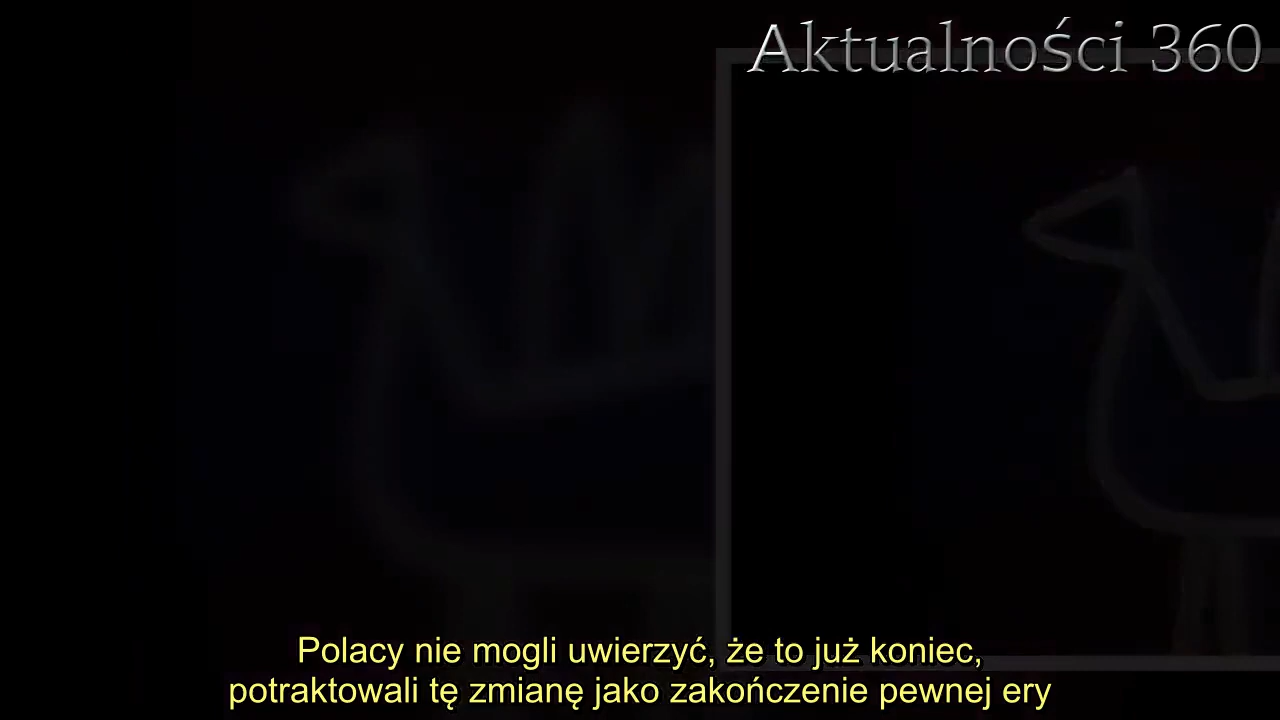 Aktualności 360
Polacy nie mogli uwierzyć, że to już koniec,
potraktowali tę zmianę jako zakończenie pewnej ery